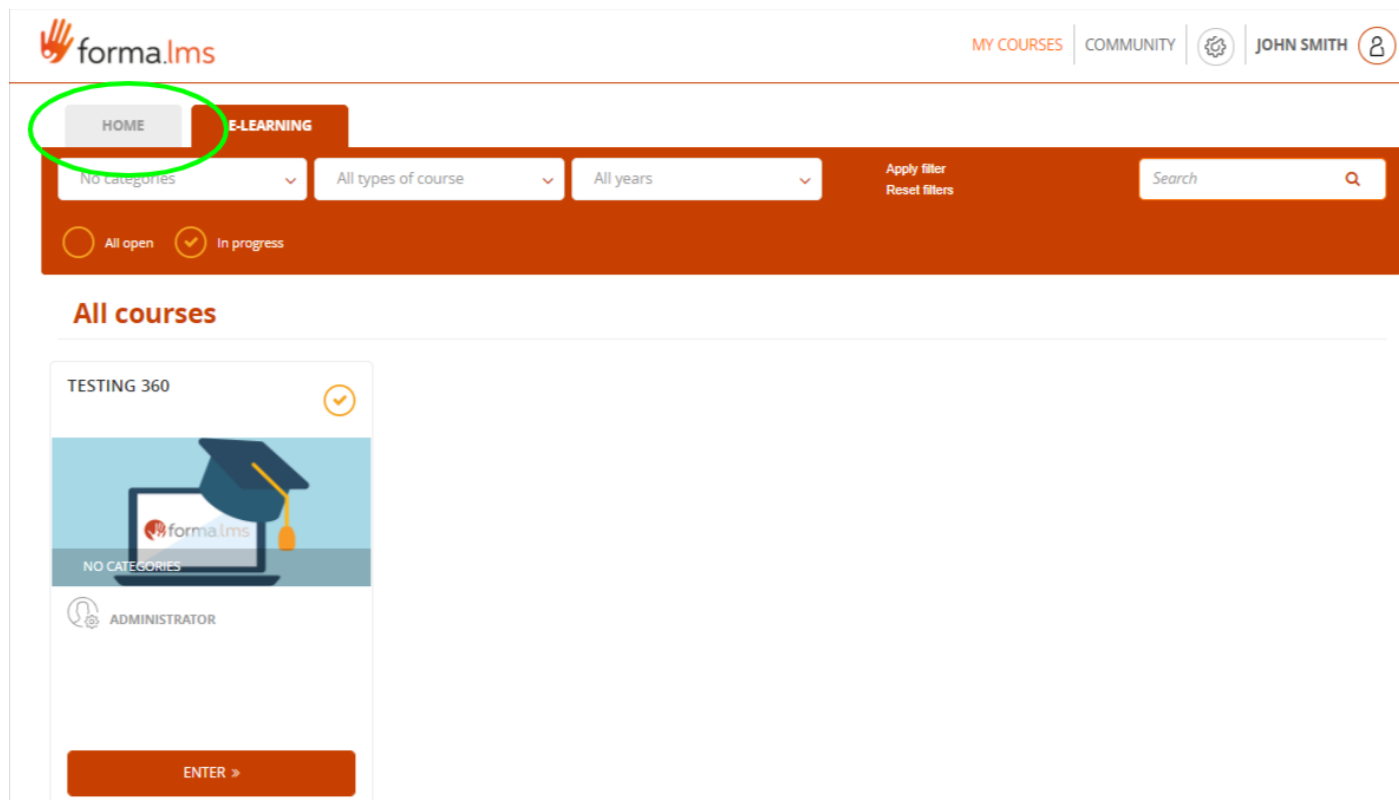 forma.lms
MY COURSES COMMUNITY JOHN SMITH
HOME E-LEARNING
No categories All types of course All years Apply filter Search
Reset filters
All open In progress
All courses
TESTING 360
forma.lms
NO CATEGORIES
ADMINISTRATOR
ENTER »